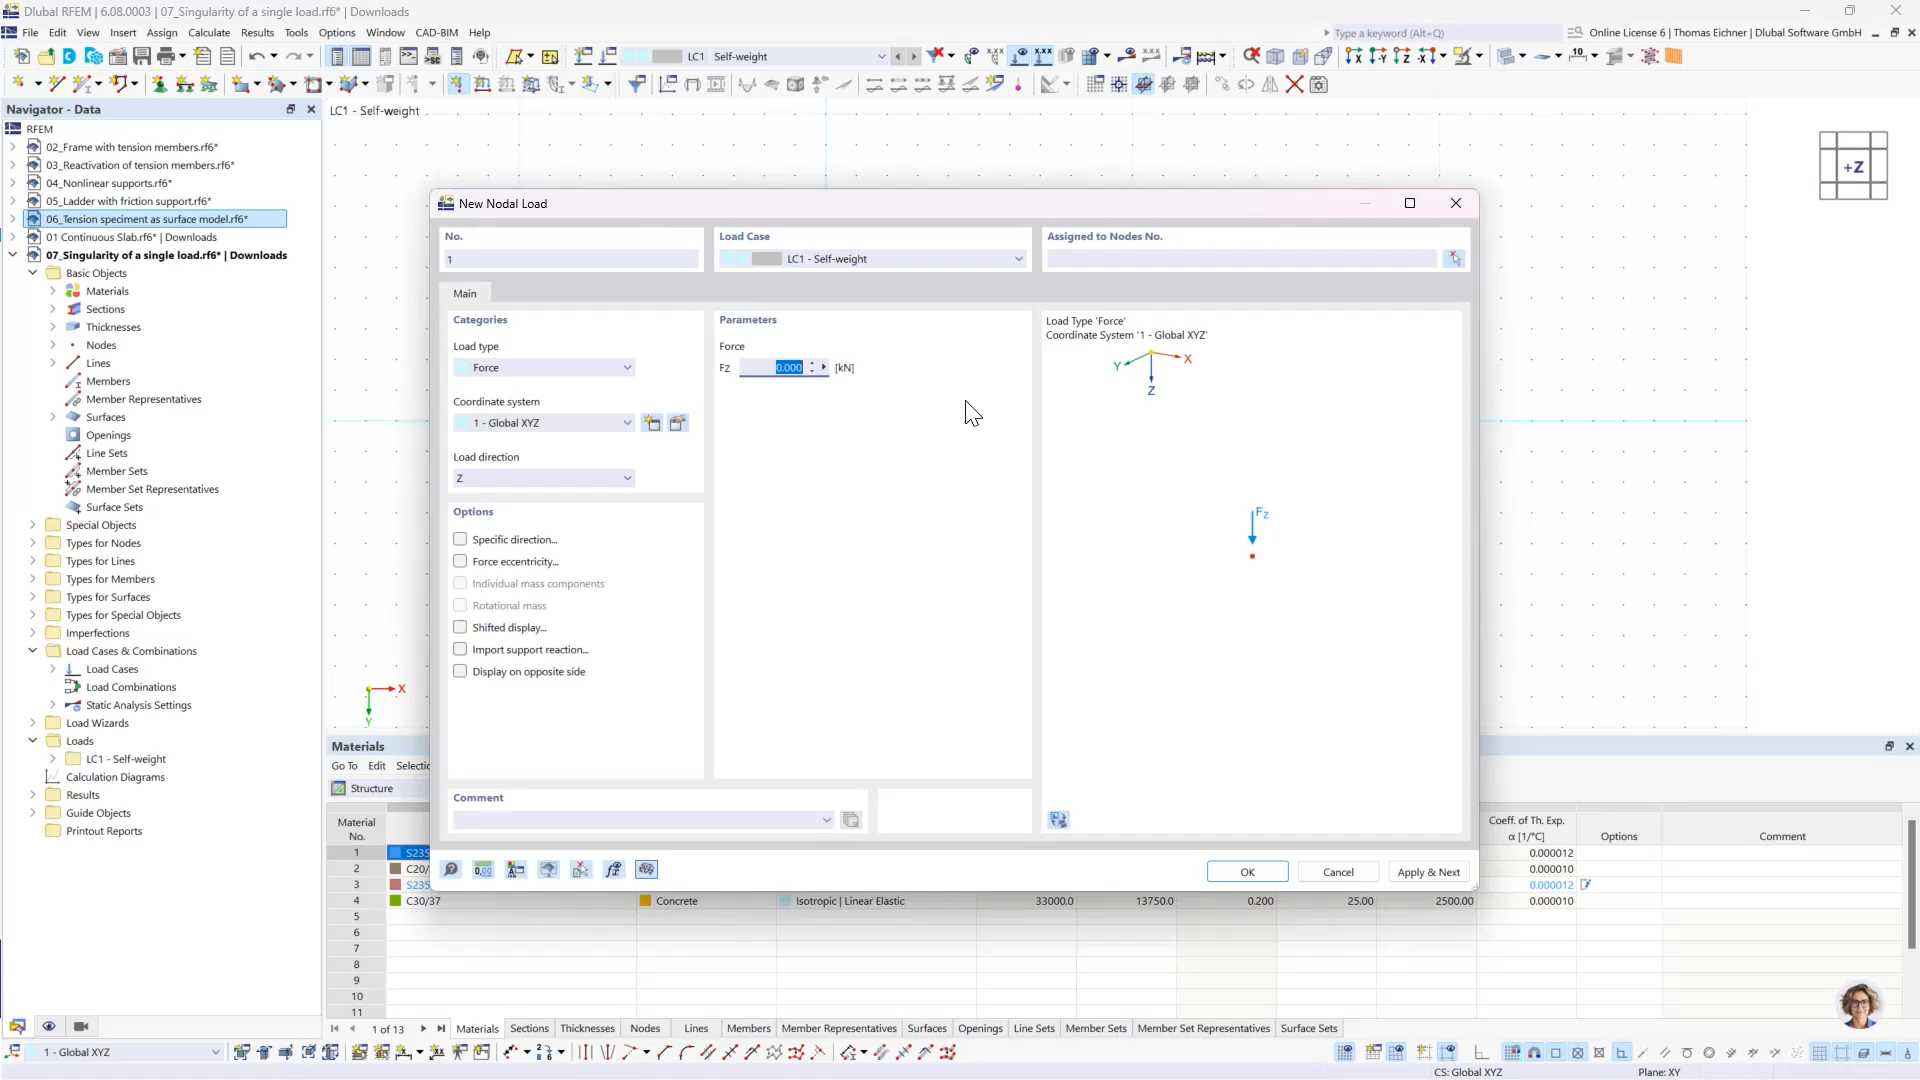 Dlubal RFEM | 6.08.0003 | 07_Singularity of a single load.rf6* | Downloads
File Edit View Insert Assign Calculate Results Tools Options Window CAD-BIM Help
Type a keyword (Alt+Q)
Online License 6 | Thomas Eichner | Dlubal Software GmbH
LC1 Self-weight
Navigator - Data
RFEM
02_Frame with tension members.rf6*
03_Reactivation of tension members.rf6*
04_Nonlinear supports.rf6*
05_Ladder with friction support.rf6*
06_Tension speciment as surface model.rf6*
01 Continuous Slab.rf6* | Downloads
07_Singularity of a single load.rf6* | Downloads
Basic Objects
Materials
Sections
Thicknesses
Nodes
Lines
Members
Member Representatives
Surfaces
Openings
Line Sets
Member Sets
Member Set Representatives
Surface Sets
Special Objects
Types for Nodes
Types for Lines
Types for Members
Types for Surfaces
Types for Special Objects
Imperfections
Load Cases & Combinations
Load Cases
Load Combinations
Static Analysis Settings
Load Wizards
Loads
LC1 - Self-weight
Calculation Diagrams
Results
Guide Objects
Printout Reports
LC1 - Self-weight
+Z
X
Y
New Nodal Load
No.
1
Load Case
LC1 - Self-weight
Assigned to Nodes No.
Main
Categories
Load type
Force
Coordinate system
1 - Global XYZ
Load direction
Z
Options
Specific direction...
Force eccentricity...
Individual mass components
Rotational mass
Shifted display...
Import support reaction...
Display on opposite side
Parameters
Force
Fz 0.000 [kN]
Load Type 'Force'
Coordinate System '1 - Global XYZ'
Y X
Z
Fz
Comment
OK Cancel Apply & Next
Materials
Go To Edit Selectio
Structure
Material
No.
Coeff. of Th. Exp.
α [1/°C]
Options
Comment
1 S235 0.000012
2 C20/ 0.000010
3 S235 0.000012
4 C30/37 Concrete Isotropic | Linear Elastic 33000.0 13750.0 0.200 25.00 2500.00 0.000010
5
6
7
8
9
10
11
1 of 13 Materials Sections Thicknesses Nodes Lines Members Member Representatives Surfaces Openings Line Sets Member Sets Member Set Representatives Surface Sets
1 - Global XYZ
CS: Global XYZ
Plane: XY